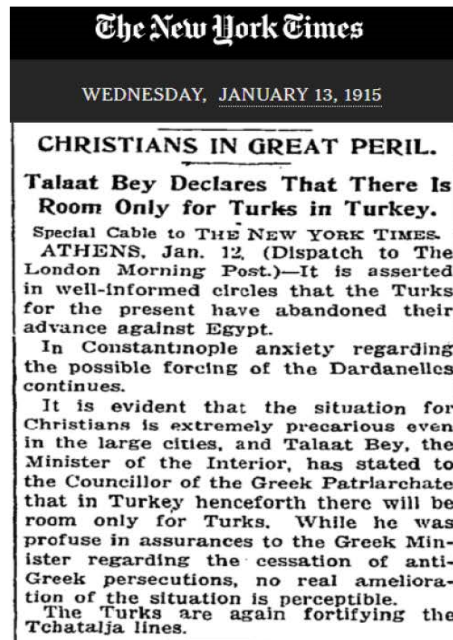 The New York Times
WEDNESDAY, JANUARY 13, 1915
CHRISTIANS IN GREAT PERIL.
Talaat Bey Declares That There Is
Room Only for Turks in Turkey.
Special Cable to THE NEW YORK TIMES.
ATHENS, Jan. 12, (Dispatch to The
London Morning Post.)—It is asserted
in well-informed circles that the Turks
for the present have abandoned their
advance against Egypt.
In Constantinople anxiety regarding
the possible forcing of the Dardanelles
continues.
It is evident that the situation for
Christians is extremely precarious even
in the large cities, and Talaat Bey, the
Minister of the Interior, has stated to
the Councillor of the Greek Patriarchate
that in Turkey henceforth there will be
room only for Turks. While he was
profuse in assurances to the Greek Min-
ister regarding the cessation of anti-
Greek persecutions, no real ameliora-
tion of the situation is perceptible.
The Turks are again fortifying the
Tchatalja lines.